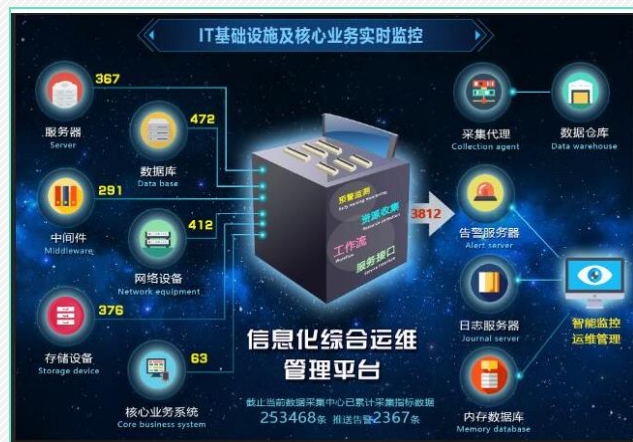 IT基础设施及核心业务实时监控
367
服务器
Server
472
数据库
Data base
291
中间件
Middleware
412
网络设备
Network equipment
376
存储设备
Storage device
63
核心业务系统
Core business system
预警监测
Early warning monitoring
资源收集
工作流
Workflow
服务接口
Service interface
3812
信息化综合运维
管理平台
截止当前数据采集中心已累计采集指标数据
253468条 推送告警2367条
采集代理
Collection agent
数据仓库
Data warehouse
告警服务器
Alert server
日志服务器
Journal server
内存数据库
Memory database
智能监控
运维管理